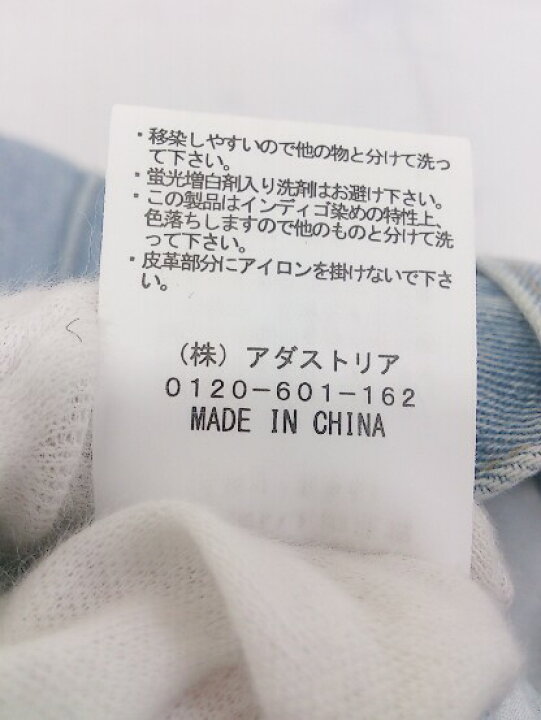 ・移染しやすいので他の物と分けて洗っ
て下さい。
・蛍光増白剤入り洗剤はお避け下さい。
・この製品はインディゴ染めの特性上、
色落ちしますので他のものと分けて洗
って下さい。
・皮革部分にアイロンを掛けないで下さ
い。
（株）アダストリア
0120-601-162
MADE IN CHINA